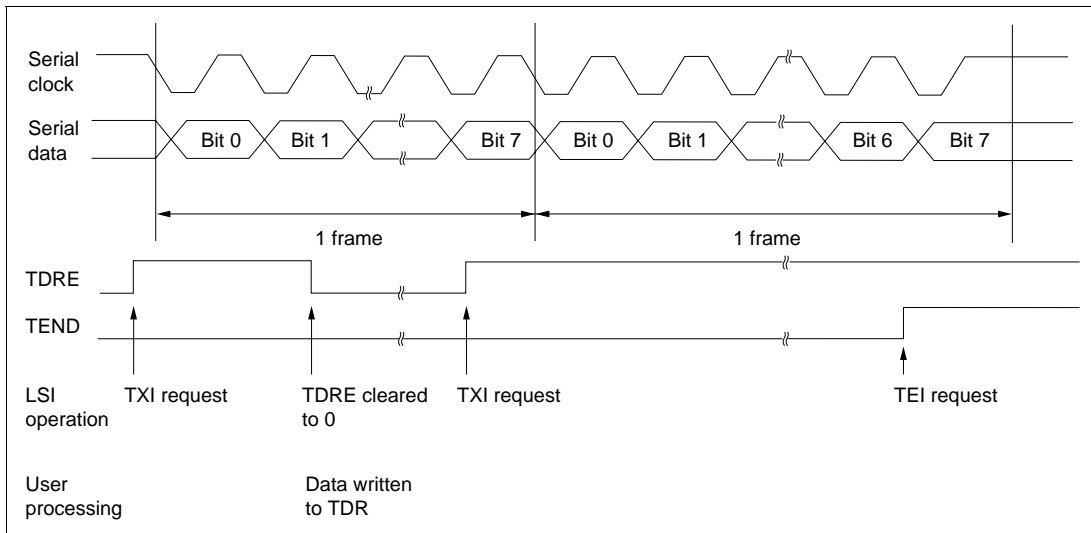 Serial
clock
Serial
data
Bit 0
Bit 1
Bit 7
Bit 0
Bit 1
Bit 6
Bit 7
1 frame
1 frame
TDRE
TEND
LSI
operation
TXI request
TDRE cleared
to 0
TXI request
TEI request
User
processing
Data written
to TDR